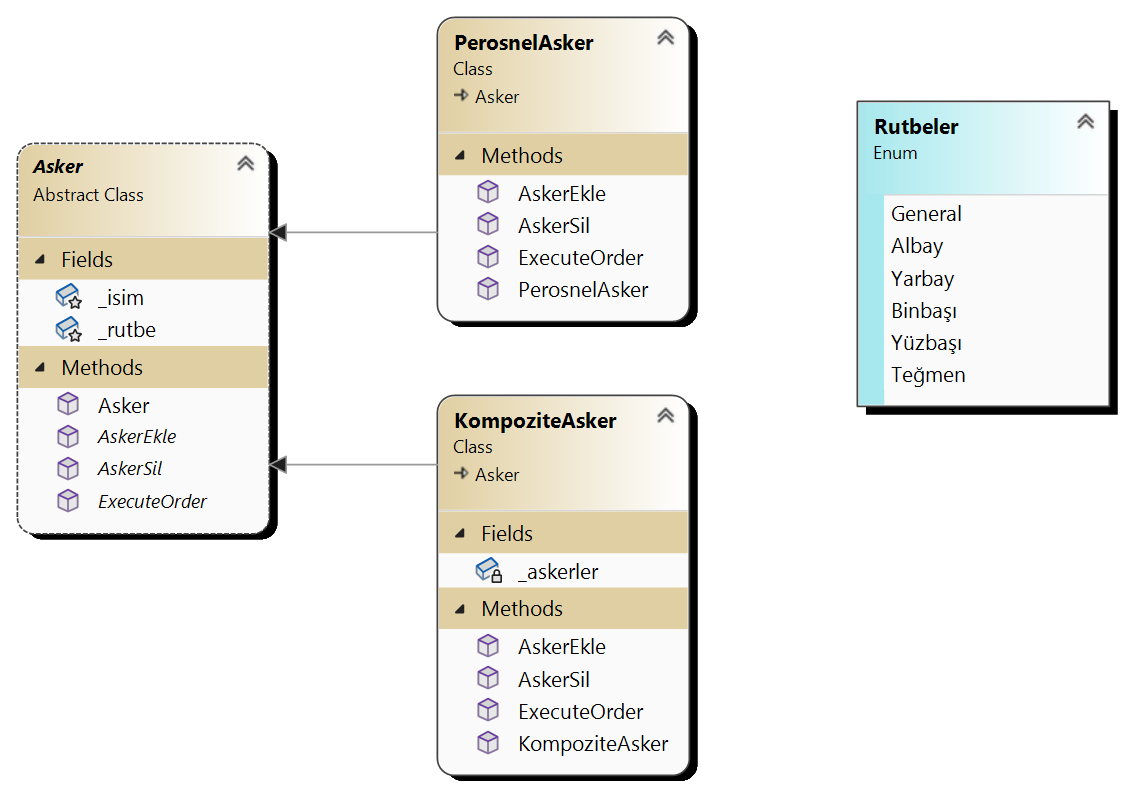 Asker
Abstract Class
Fields
_isim
_rutbe
Methods
Asker
AskerEkle
AskerSil
ExecuteOrder
PerosnelAsker
Class
Asker
Methods
AskerEkle
AskerSil
ExecuteOrder
PerosnelAsker
KompoziteAsker
Class
Asker
Fields
_askerler
Methods
AskerEkle
AskerSil
ExecuteOrder
KompoziteAsker
Rutbeler
Enum
General
Albay
Yarbay
Binbaşı
Yüzbaşı
Teğmen